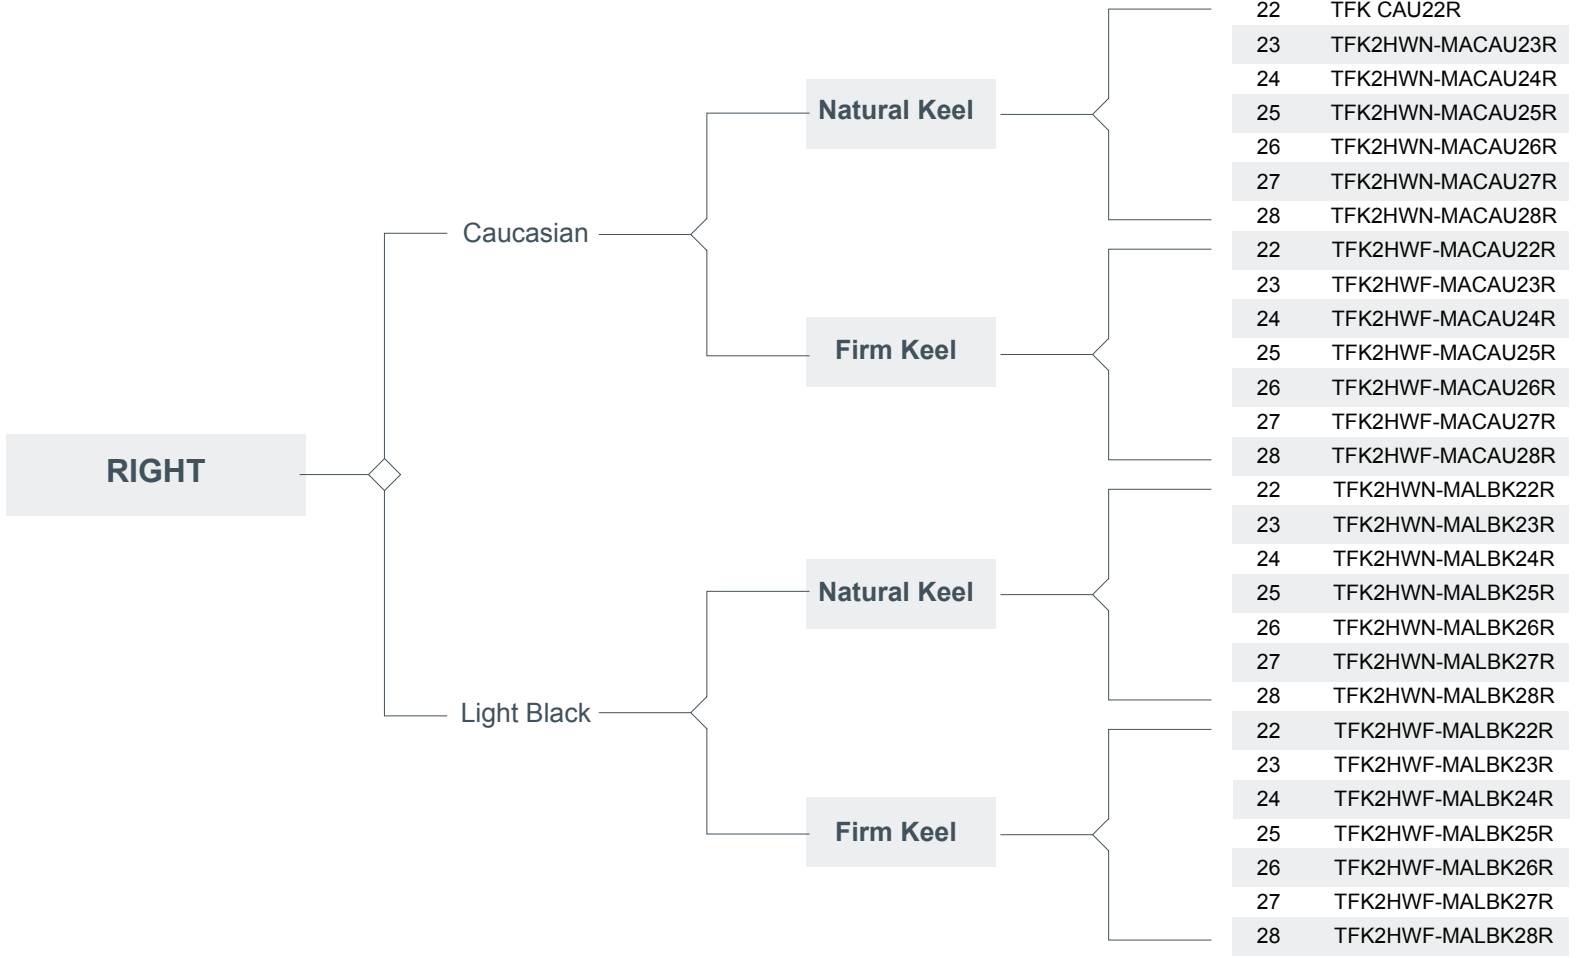 22 TFK CAU22R
23 TFK2HWN-MACAU23R
24 TFK2HWN-MACAU24R
Natural Keel
25 TFK2HWN-MACAU25R
26 TFK2HWN-MACAU26R
27 TFK2HWN-MACAU27R
28 TFK2HWN-MACAU28R
Caucasian
22 TFK2HWF-MACAU22R
23 TFK2HWF-MACAU23R
24 TFK2HWF-MACAU24R
Firm Keel
25 TFK2HWF-MACAU25R
26 TFK2HWF-MACAU26R
27 TFK2HWF-MACAU27R
28 TFK2HWF-MACAU28R
RIGHT
22 TFK2HWN-MALBK22R
23 TFK2HWN-MALBK23R
24 TFK2HWN-MALBK24R
Natural Keel
25 TFK2HWN-MALBK25R
26 TFK2HWN-MALBK26R
27 TFK2HWN-MALBK27R
28 TFK2HWN-MALBK28R
Light Black
22 TFK2HWF-MALBK22R
23 TFK2HWF-MALBK23R
24 TFK2HWF-MALBK24R
Firm Keel
25 TFK2HWF-MALBK25R
26 TFK2HWF-MALBK26R
27 TFK2HWF-MALBK27R
28 TFK2HWF-MALBK28R